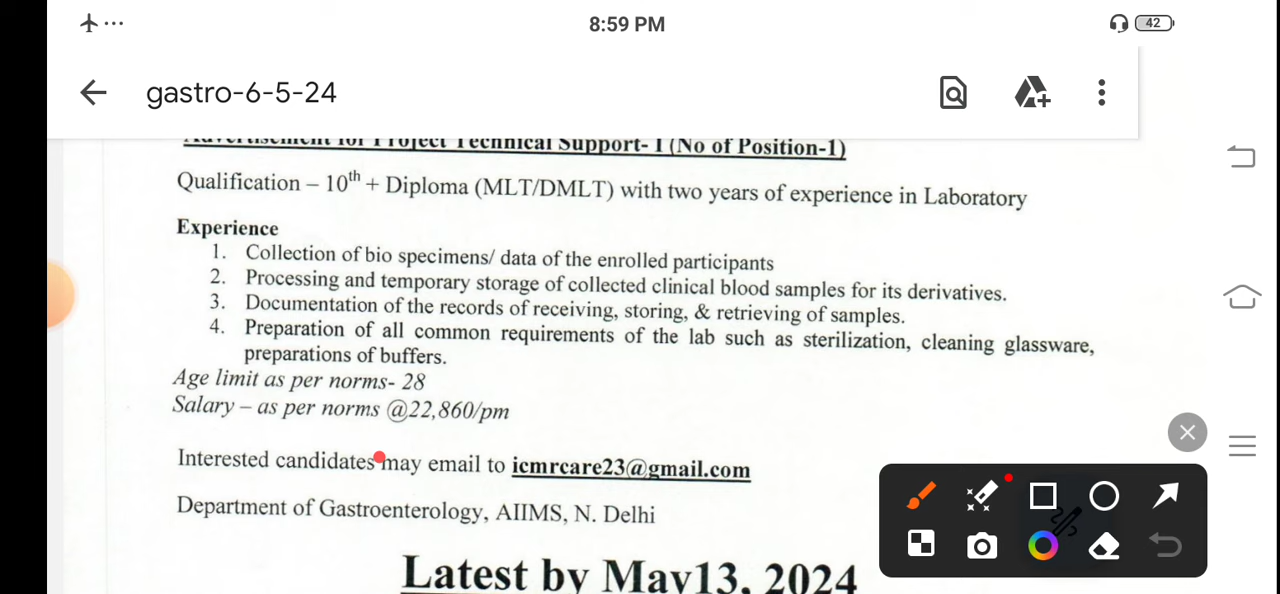 8:59 PM
42
gastro-6-5-24
Advertisement for Project Technical Support- I (No of Position-1)
Qualification – 10th + Diploma (MLT/DMLT) with two years of experience in Laboratory
Experience
1. Collection of bio specimens/ data of the enrolled participants
2. Processing and temporary storage of collected clinical blood samples for its derivatives.
3. Documentation of the records of receiving, storing, & retrieving of samples.
4. Preparation of all common requirements of the lab such as sterilization, cleaning glassware,
preparations of buffers.
Age limit as per norms- 28
Salary – as per norms @22,860/pm
Interested candidates may email to icmrcare23@gmail.com
Department of Gastroenterology, AIIMS, N. Delhi
Latest by May13, 2024